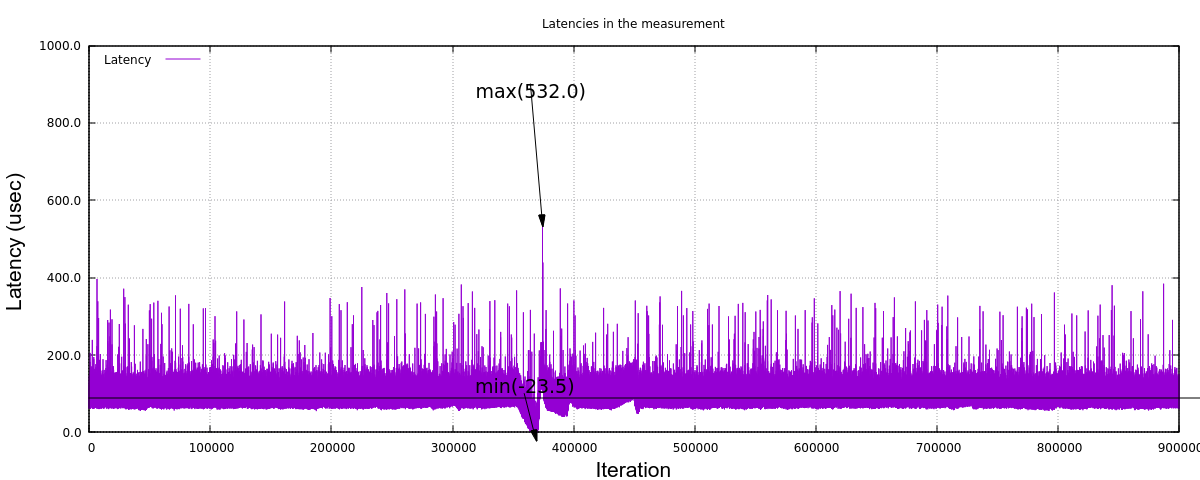 Latencies in the measurement
1000.0
800.0
600.0
400.0
200.0
0.0
Latency (usec)
Latency
max(532.0)
min(-23.5)
0 100000 200000 300000 400000 500000 600000 700000 800000 900000
Iteration